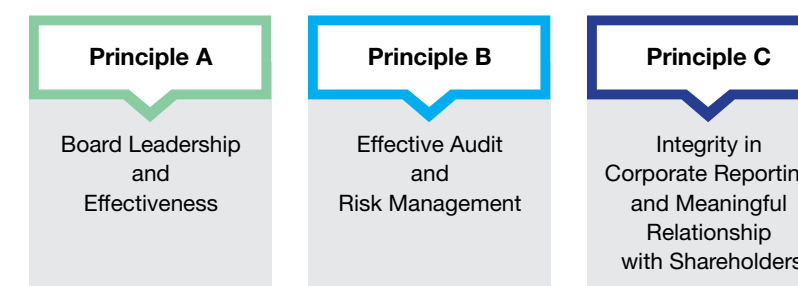 Principle A
Board Leadership
and
Effectiveness
Principle B
Effective Audit
and
Risk Management
Principle C
Integrity in
Corporate Reportin
and Meaningful
Relationship
with Shareholders